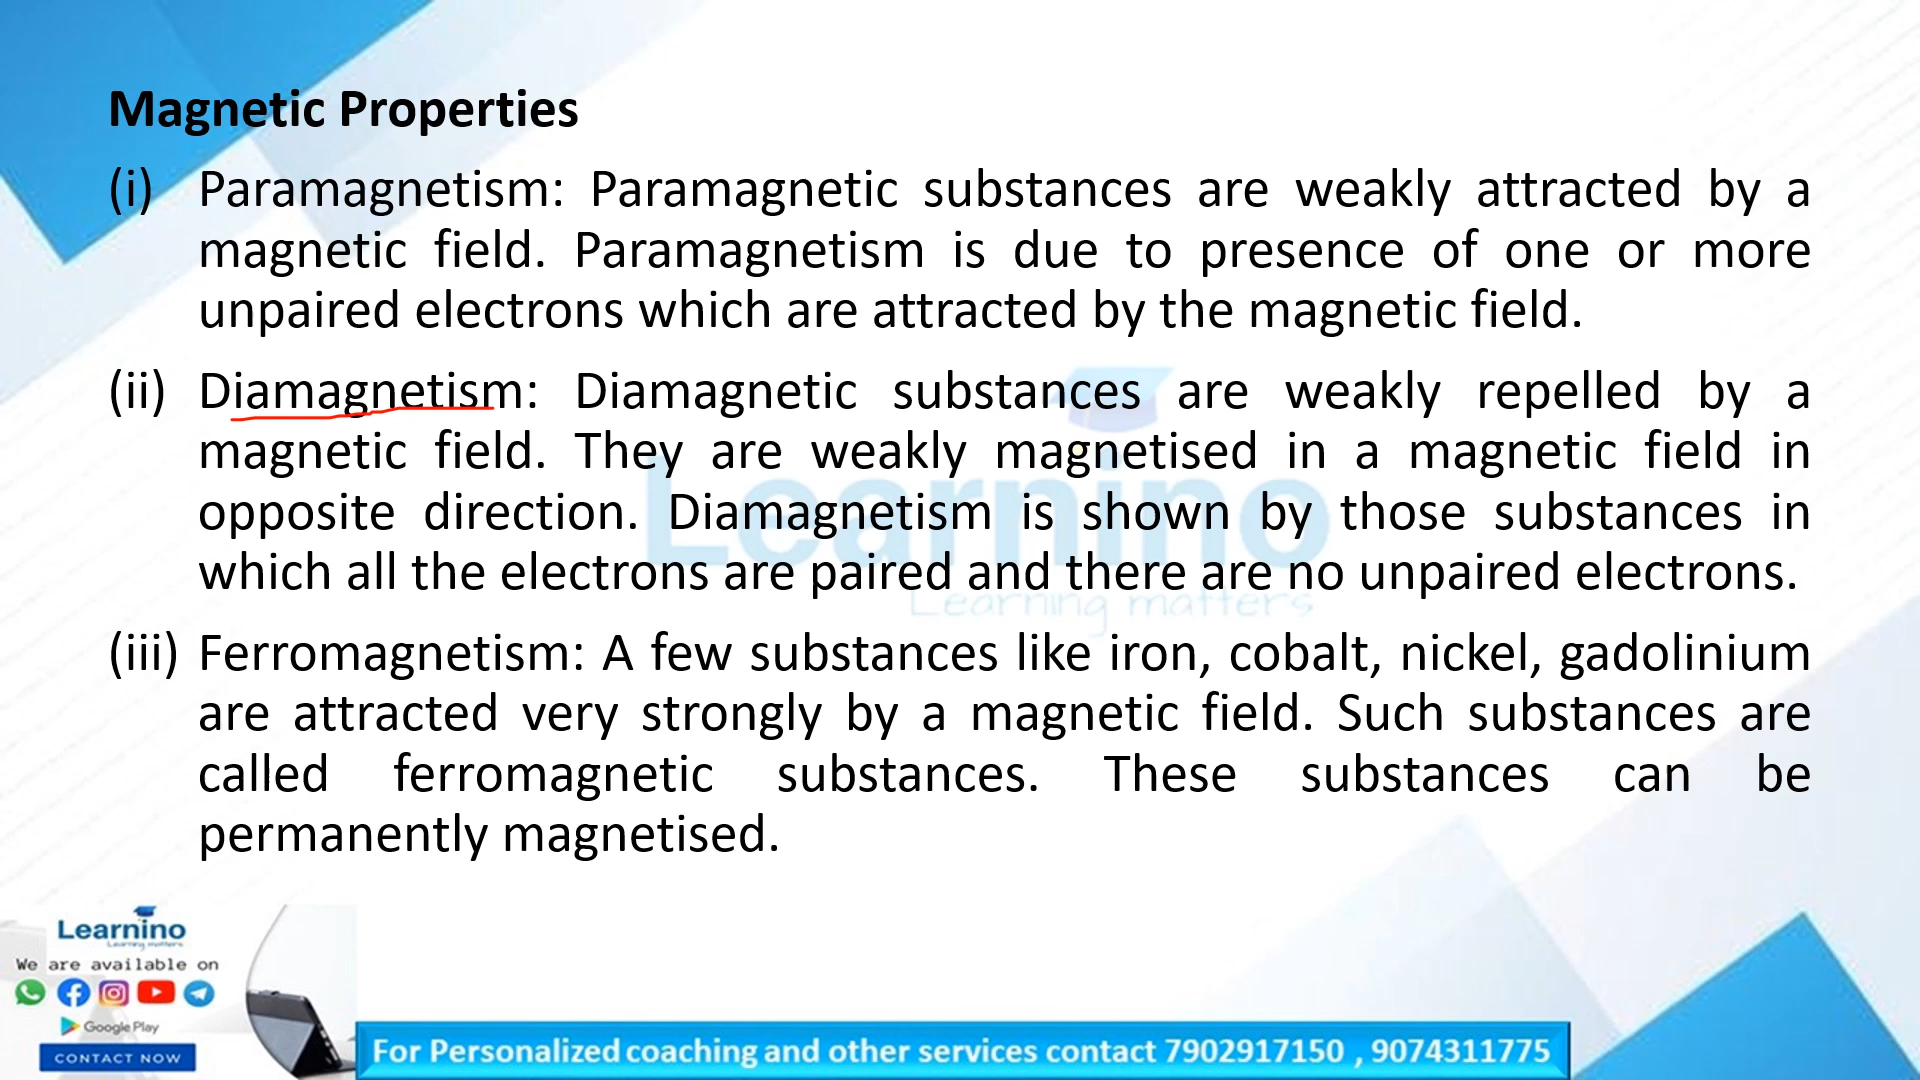 Magnetic Properties
(i) Paramagnetism: Paramagnetic substances are weakly attracted by a
magnetic field. Paramagnetism is due to presence of one or more
unpaired electrons which are attracted by the magnetic field.
(ii) Diamagnetism: Diamagnetic substances are weakly repelled by a
magnetic field. They are weakly magnetised in a magnetic field in
opposite direction. Diamagnetism is shown by those substances in
which all the electrons are paired and there are no unpaired electrons.
(iii) Ferromagnetism: A few substances like iron, cobalt, nickel, gadolinium
are attracted very strongly by a magnetic field. Such substances are
called ferromagnetic substances. These substances can be
permanently magnetised.
Learnino
Learning matters
Learnino
Learning matters
We are available on
Google Play
CONTACT NOW
For Personalized coaching and other services contact 7902917150 , 9074311775